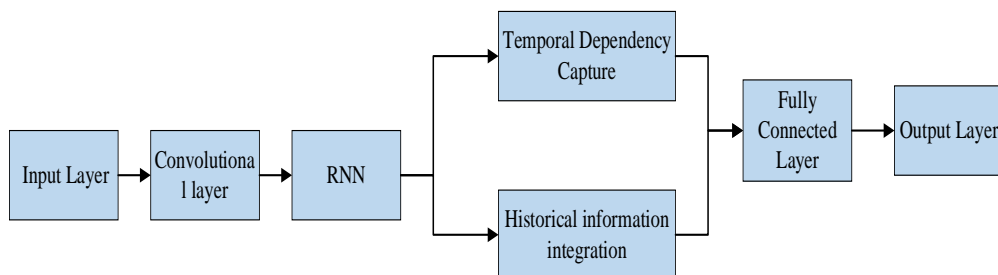 Input Layer
Convolutiona
l layer
RNN
Temporal Dependency
Capture
Historical information
integration
Fully
Connected
Layer
Output Layer